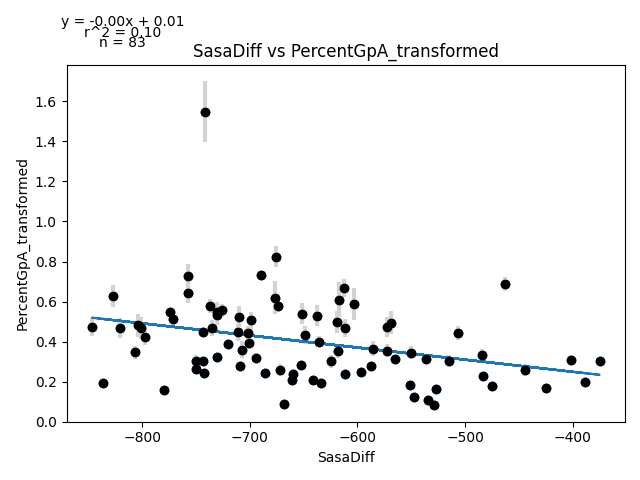 y = -0.00x + 0.01
r^2 = 0.10
n = 83
SasaDiff vs PercentGpA_transformed
PercentGpA_transformed
1.6
1.4
1.2
1.0
0.8
0.6
0.4
0.2
0.0
−800 −700 −600 −500 −400
SasaDiff